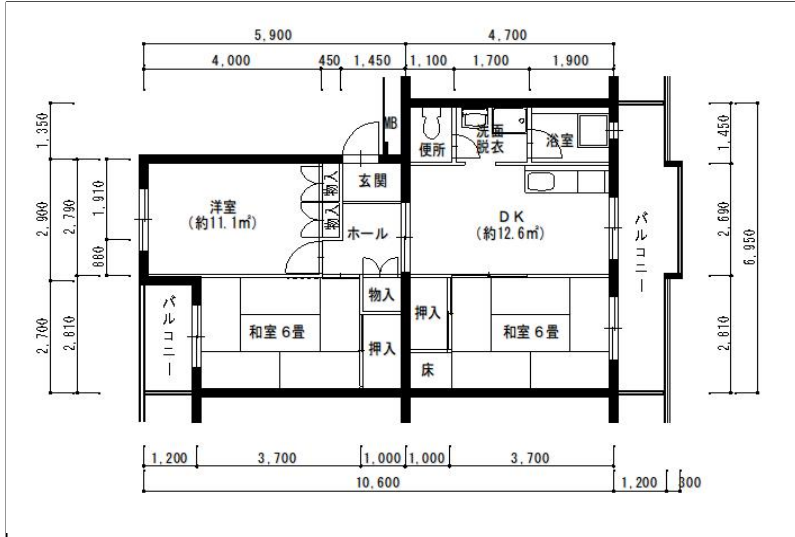 5,900
4,700
4,000
450
1,450
1,100
1,700
1,900
1,350
2,900
2,790
1,910
880
2,700
2,810
MB
便所
洗面
脱衣
浴室
玄関
物入
物入
洋室
(約11.1㎡)
ホール
DK
(約12.6㎡)
バルコニー
1,450
2,690
6,950
2,810
バルコニー
和室6畳
物入
押入
押入
床
和室6畳
1,200
3,700
1,000
1,000
3,700
10,600
1,200
300